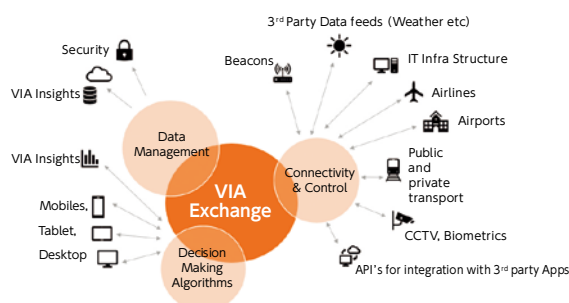 3rd Party Data feeds (Weather etc)
Security
Beacons
IT Infra Structure
VIA Insights
Airlines
Airports
Data
Management
VIA Insights
Connectivity
& Control
Public
and
private
transport
VIA
Exchange
Mobiles,
Tablet,
Desktop
CCTV, Biometrics
Decision
Making
Algorithms
API's for integration with 3rd party Apps